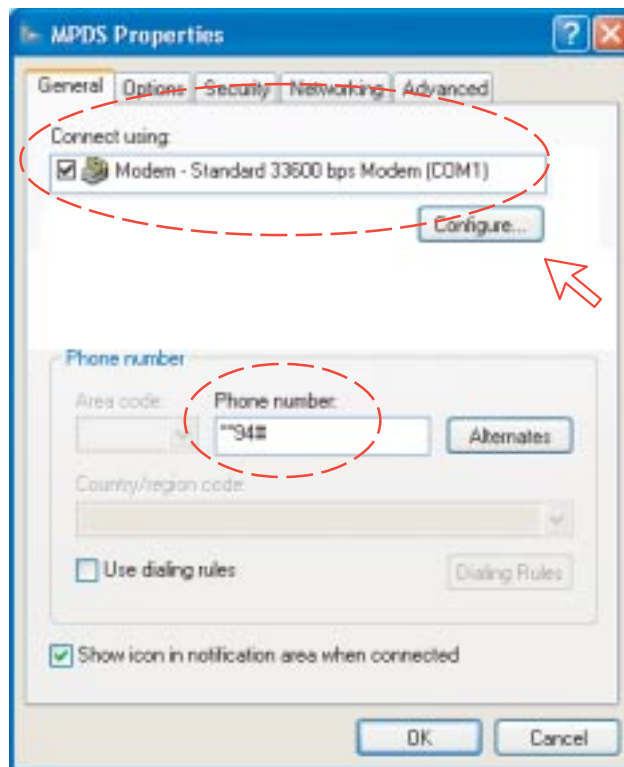 MPDS Properties
General Options Security Networking Advanced
Connect using:
Modem - Standard 33600 bps Modem (COM1)
Configure...
Phone number
Area code: Phone number:
**94# Alternates
Country/region code:
Use dialing rules Dialing Rules
Show icon in notification area when connected
OK Cancel